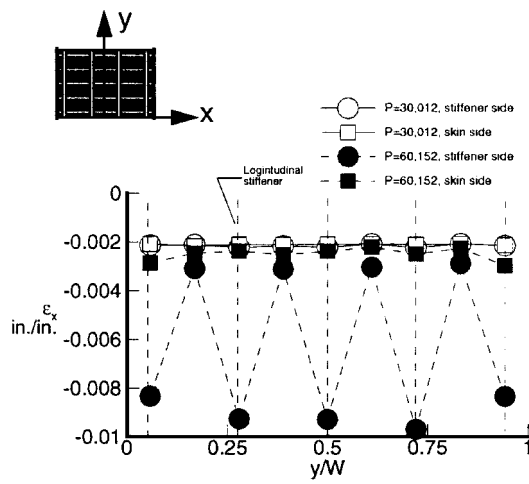 y
x
P=30,012, stiffener side
P=30,012, skin side
P=60,152, stiffener side
P=60,152, skin side
Logintudinal
stiffener
0
-0.002
-0.004
εx
in./in.
-0.006
-0.008
-0.01
0
0.25
0.5
0.75
1
y/W